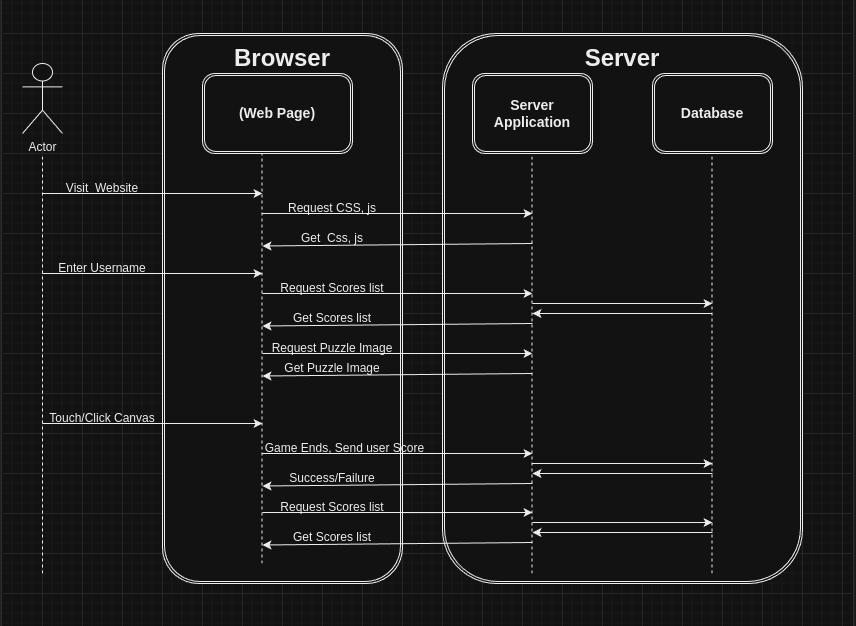 Browser
Server
(Web Page)
Server
Application
Database
Actor
Visit Website
Request CSS, js
Get Css, js
Enter Username
Request Scores list
Get Scores list
Request Puzzle Image
Get Puzzle Image
Touch/Click Canvas
Game Ends, Send user Score
Success/Failure
Request Scores list
Get Scores list